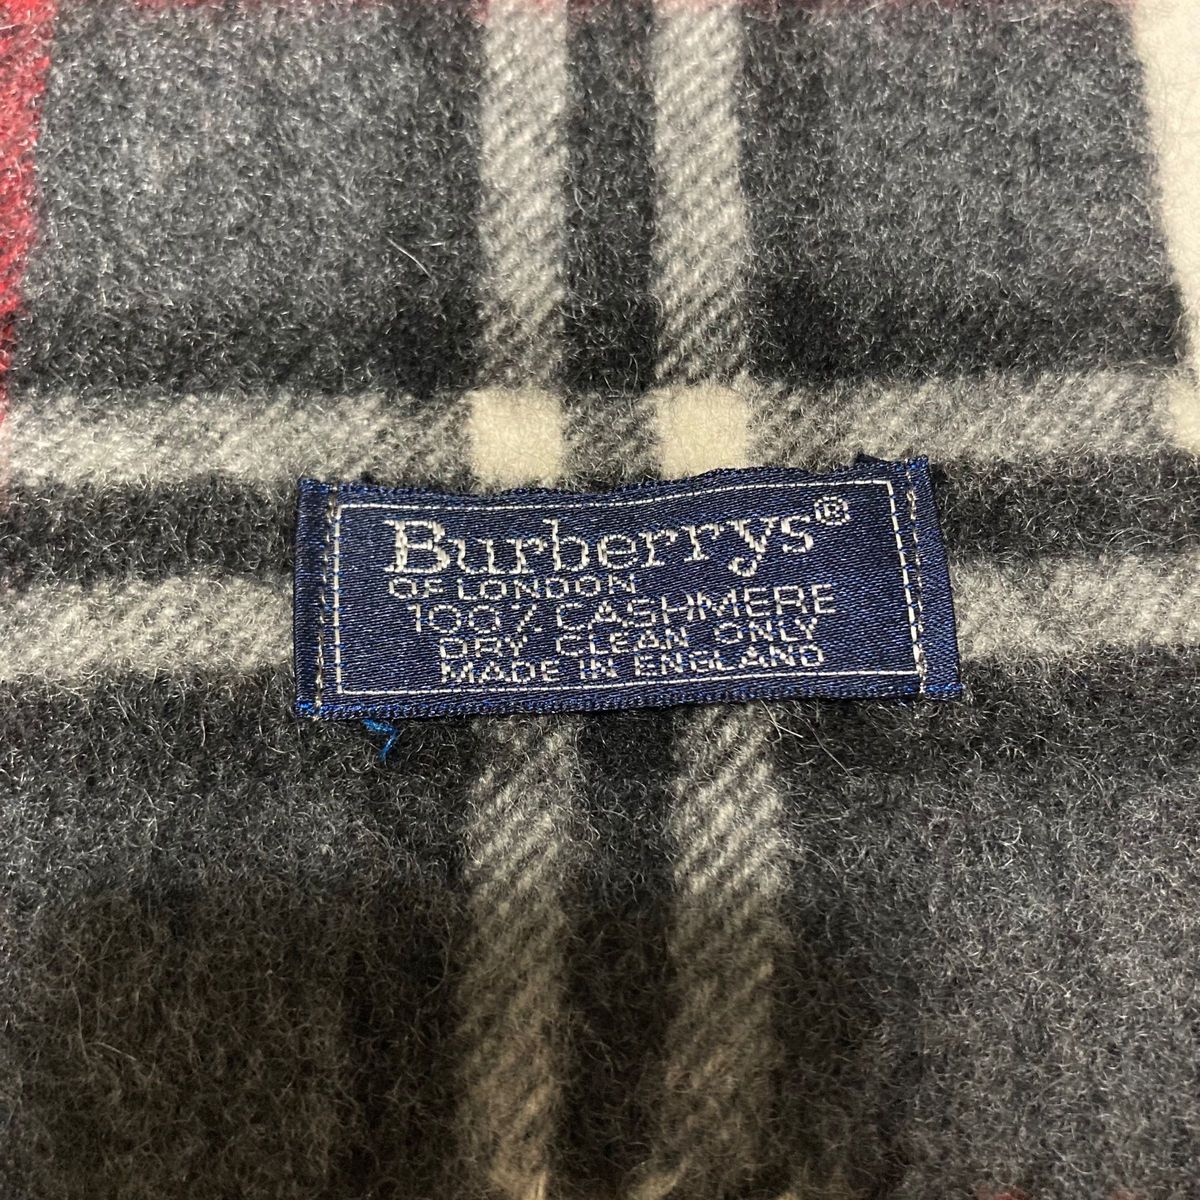 Burberrys®
OF LONDON
100% CASHMERE
DRY CLEAN ONLY
MADE IN ENGLAND